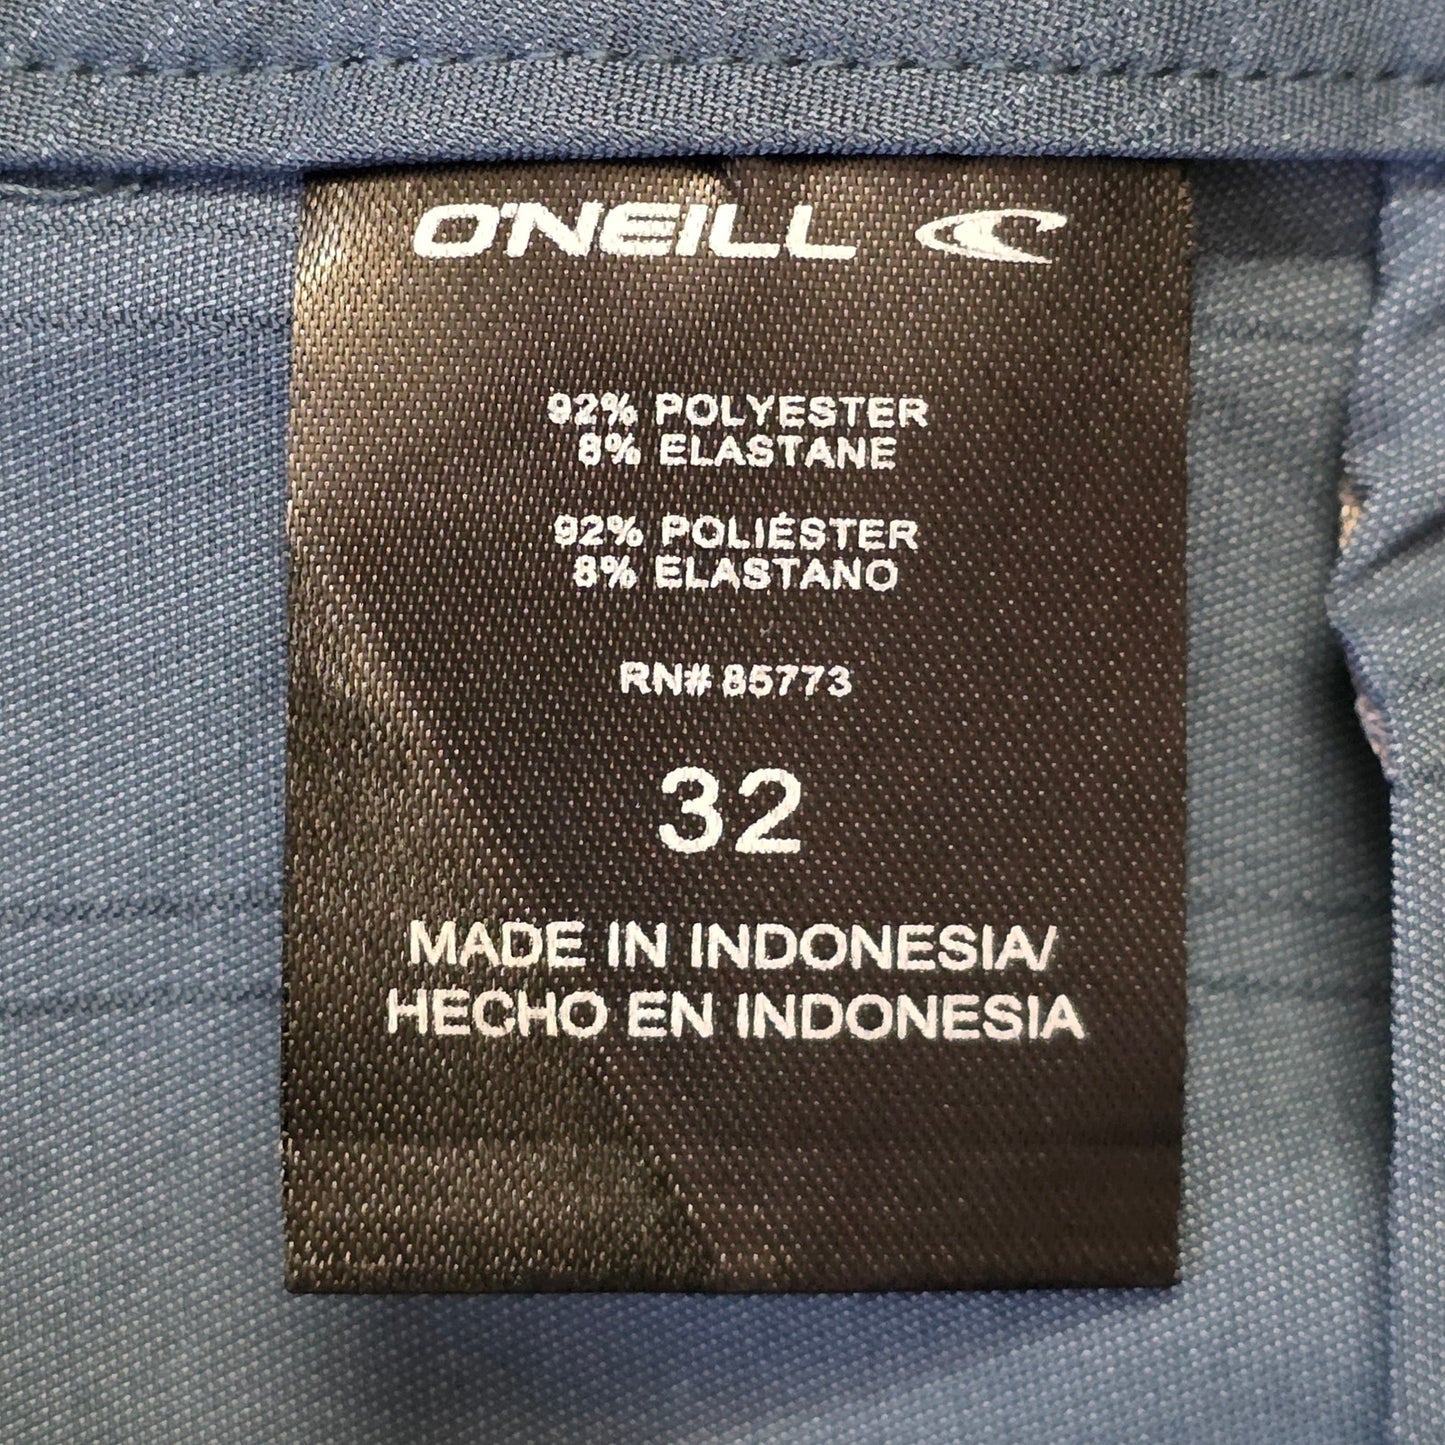 O'NEILL
92% POLYESTER
8% ELASTANE
92% POLIÉSTER
8% ELASTANO
RN# 85773
32
MADE IN INDONESIA/
HECHO EN INDONESIA